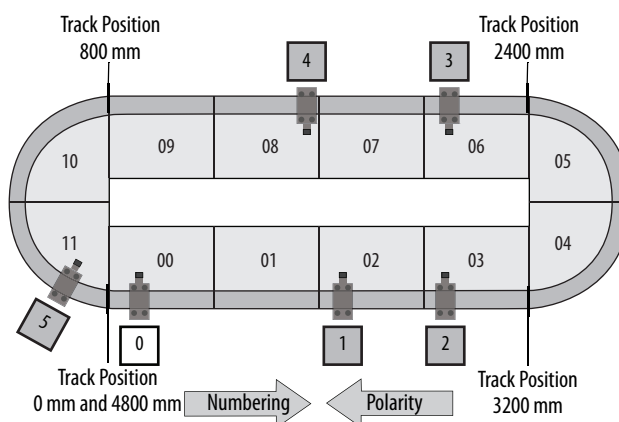 Track Position
800 mm
Track Position
2400 mm
4
3
09
08
07
06
10
05
11
04
00
01
02
03
5
0
1
2
Track Position
0 mm and 4800 mm
Numbering
Polarity
Track Position
3200 mm